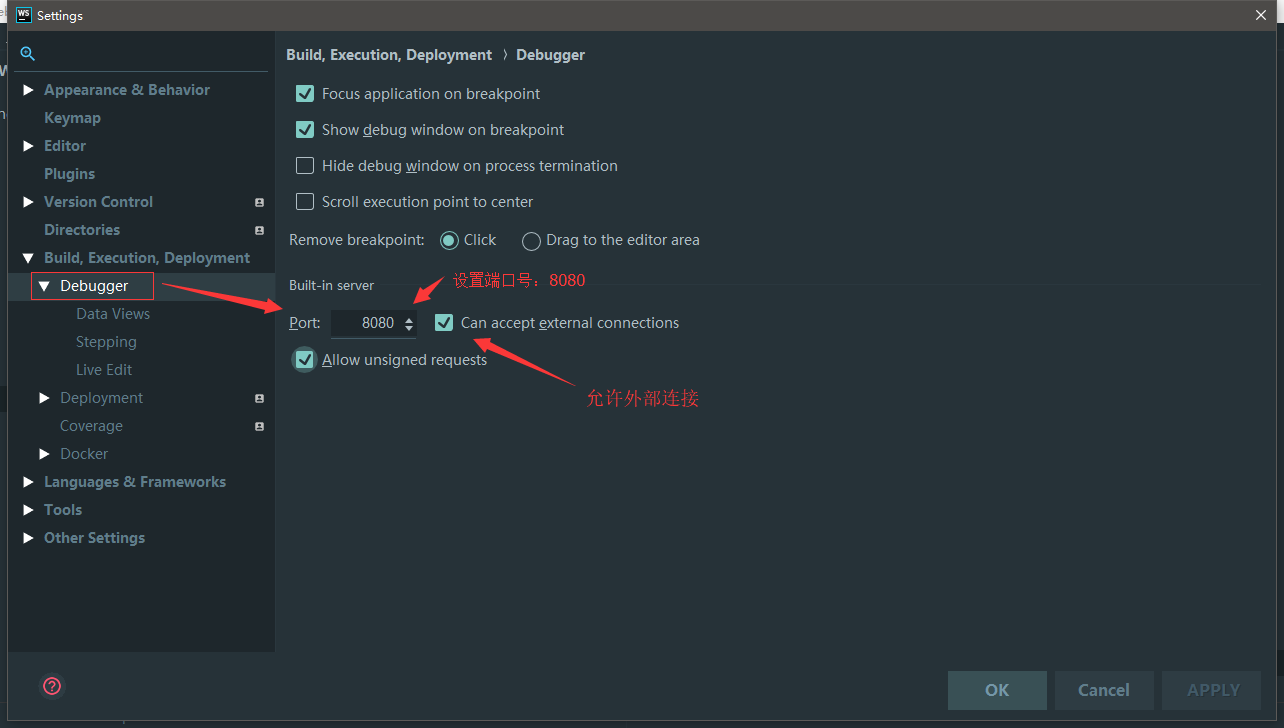 WS Settings
Appearance & Behavior
Keymap
Editor
Plugins
Version Control
Directories
Build, Execution, Deployment
Debugger
Data Views
Stepping
Live Edit
Deployment
Coverage
Docker
Languages & Frameworks
Tools
Other Settings
Build, Execution, Deployment › Debugger
Focus application on breakpoint
Show debug window on breakpoint
Hide debug window on process termination
Scroll execution point to center
Remove breakpoint: Click Drag to the editor area
Built-in server
设置端口号：8080
Port: 8080 Can accept external connections
Allow unsigned requests
允许外部连接
?
OK Cancel APPLY